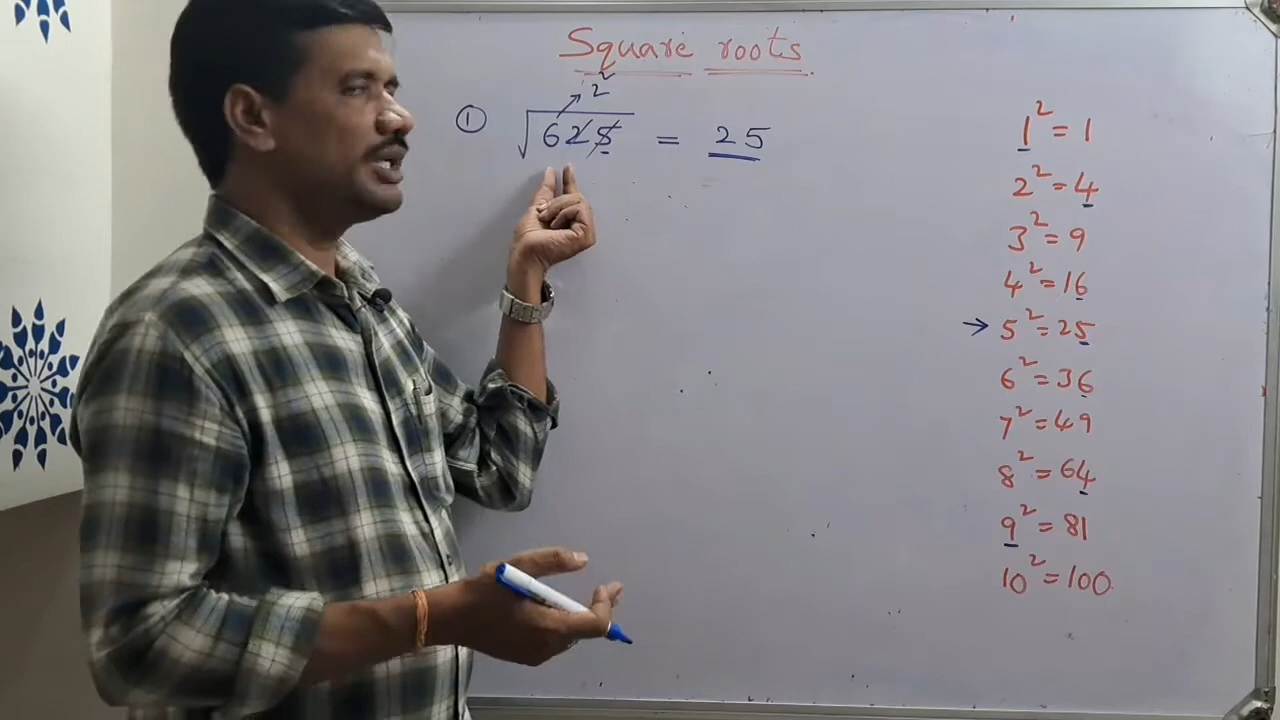 Square roots
2²
① √625 = 25
1² = 1
2² = 4
3² = 9
4² = 16
→ 5² = 25
6² = 36
7² = 49
8² = 64
9² = 81
10² = 100